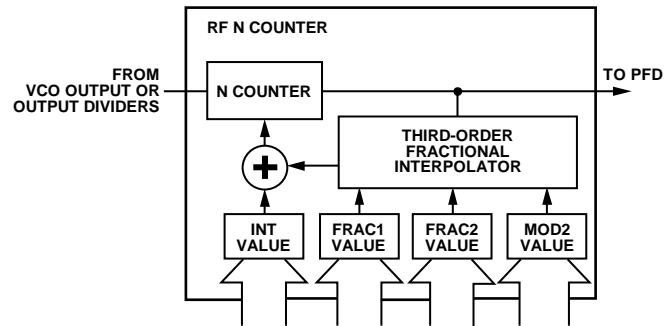 RF N COUNTER
FROM
VCO OUTPUT OR
OUTPUT DIVIDERS
N COUNTER
TO PFD
THIRD-ORDER
FRACTIONAL
INTERPOLATOR
+
INT
VALUE
FRAC1
VALUE
FRAC2
VALUE
MOD2
VALUE